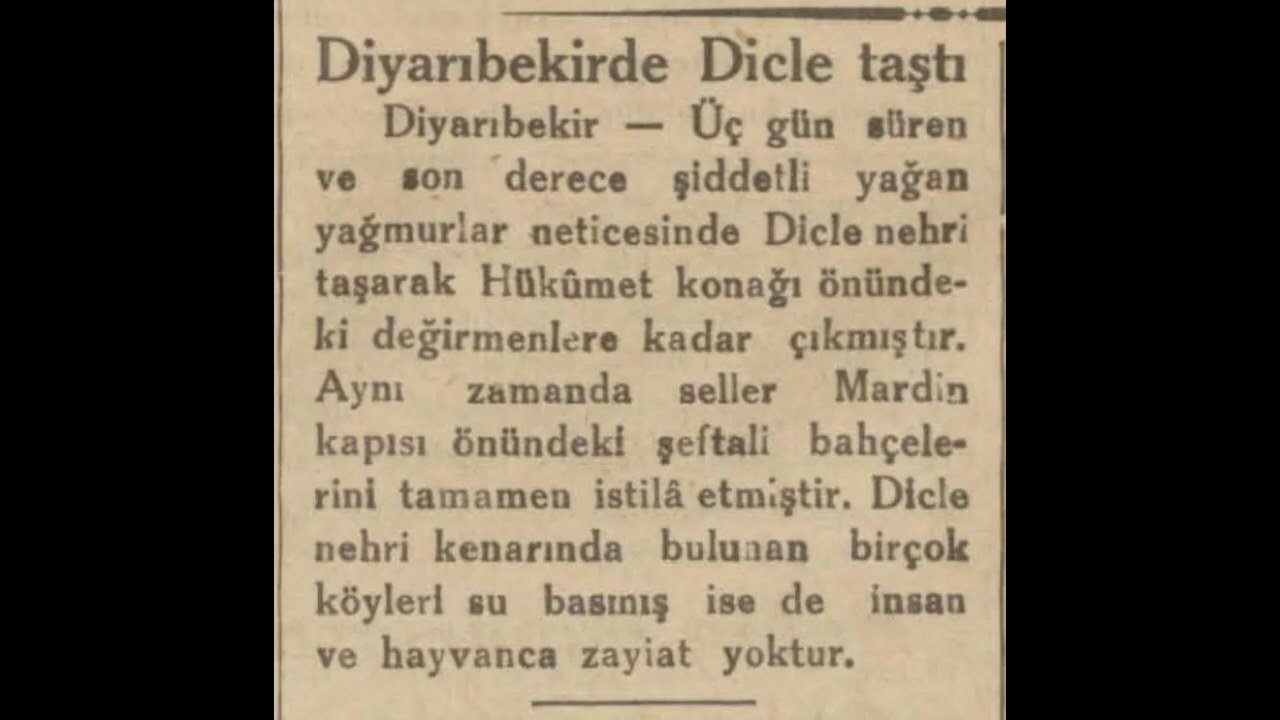 Diyarıbekirde Dicle taştı
Diyarıbekir — Üç gün süren
ve son derece şiddetli yağan
yağmurlar neticesinde Dicle nehri
taşarak Hükûmet konağı önünde-
ki değirmenlere kadar çıkmıştır.
Aynı zamanda seller Mardin
kapısı önündeki şeftali bahçele-
rini tamamen istilâ etmiştir. Dicle
nehri kenarında bulunan birçok
köyleri su basmış ise de insan
ve hayvanca zayiat yoktur.